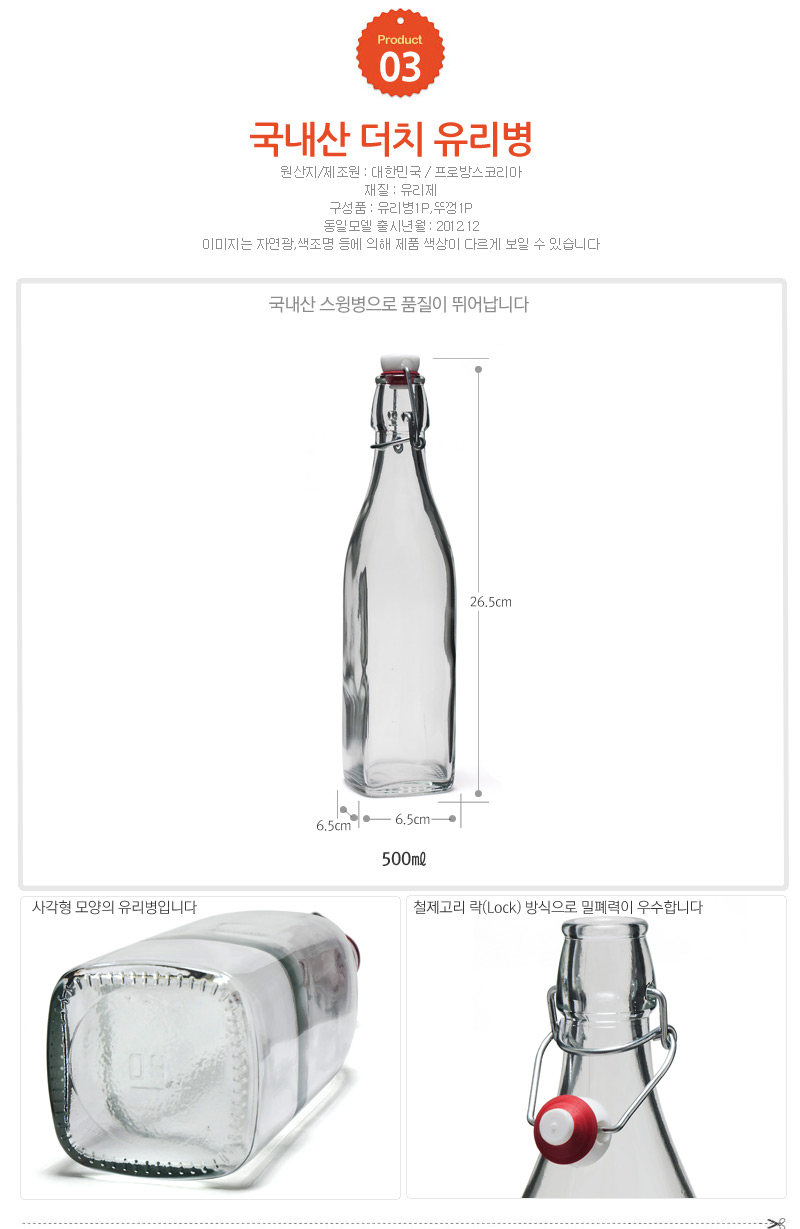 Product
03
국내산 더치 유리병
원산지/제조원 : 대한민국 / 프로방스코리아
재질 : 유리제
구성품 : 유리병1P,뚜껑1P
동일모델 출시년월 : 2012.12
이미지는 자연광,색조명 등에 의해 제품 색상이 다르게 보일 수 있습니다
국내산 스윙병으로 품질이 뛰어납니다
26.5cm
6.5cm
6.5cm
500㎖
사각형 모양의 유리병입니다
철제고리 락(Lock) 방식으로 밀폐력이 우수합니다